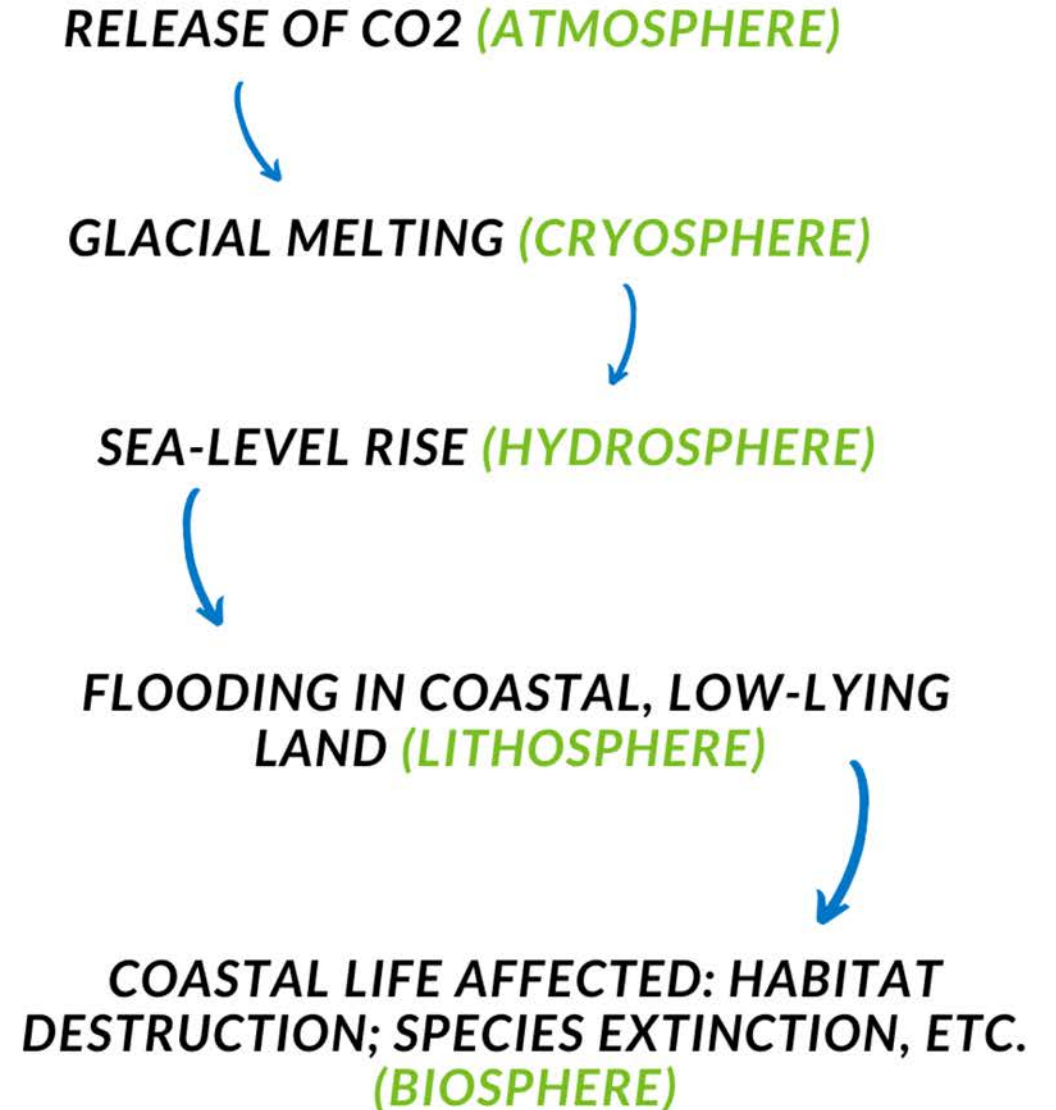 RELEASE OF CO2 (ATMOSPHERE)
GLACIAL MELTING (CRYOSPHERE)
SEA-LEVEL RISE (HYDROSPHERE)
FLOODING IN COASTAL, LOW-LYING
LAND (LITHOSPHERE)
COASTAL LIFE AFFECTED: HABITAT
DESTRUCTION; SPECIES EXTINCTION, ETC.
(BIOSPHERE)